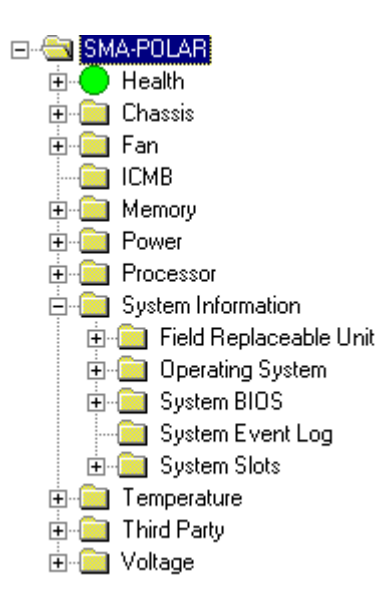 SMA-POLAR
Health
Chassis
Fan
ICMB
Memory
Power
Processor
System Information
Field Replaceable Unit
Operating System
System BIOS
System Event Log
System Slots
Temperature
Third Party
Voltage